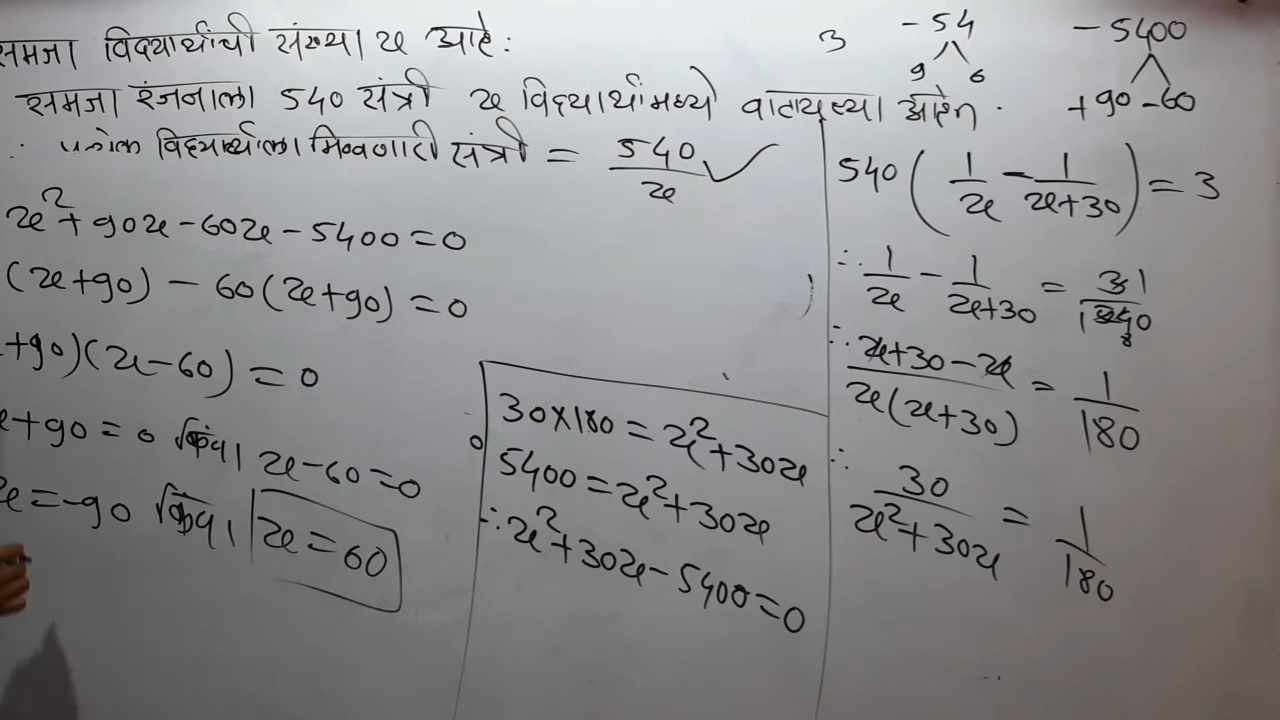 समजा विद्यार्थांची संख्या x आहे.
समजा रंजनाला 540 संत्री x विद्यार्थांमध्ये वाटायच्या आहेत.
∴ प्रत्येक विद्यार्थ्याला मिळणारी संत्री = 540/x ✓
x² + 90x - 60x - 5400 = 0
(x+90) - 60(x+90) = 0
+90)(x-60) = 0
x+90 = 0 किंवा x-60 = 0
x = -90 किंवा x = 60
30×180 = x²+30x
5400 = x²+30x
∴ x²+30x-5400 = 0
3
-54
9 6
-5400
+90 -60
540 (1/x - 1/(x+30)) = 3
∴ 1/x - 1/(x+30) = 31/
∴ (x+30-x)/(x(x+30)) = 1/180
∴ 30/(x²+30x) = 1/180